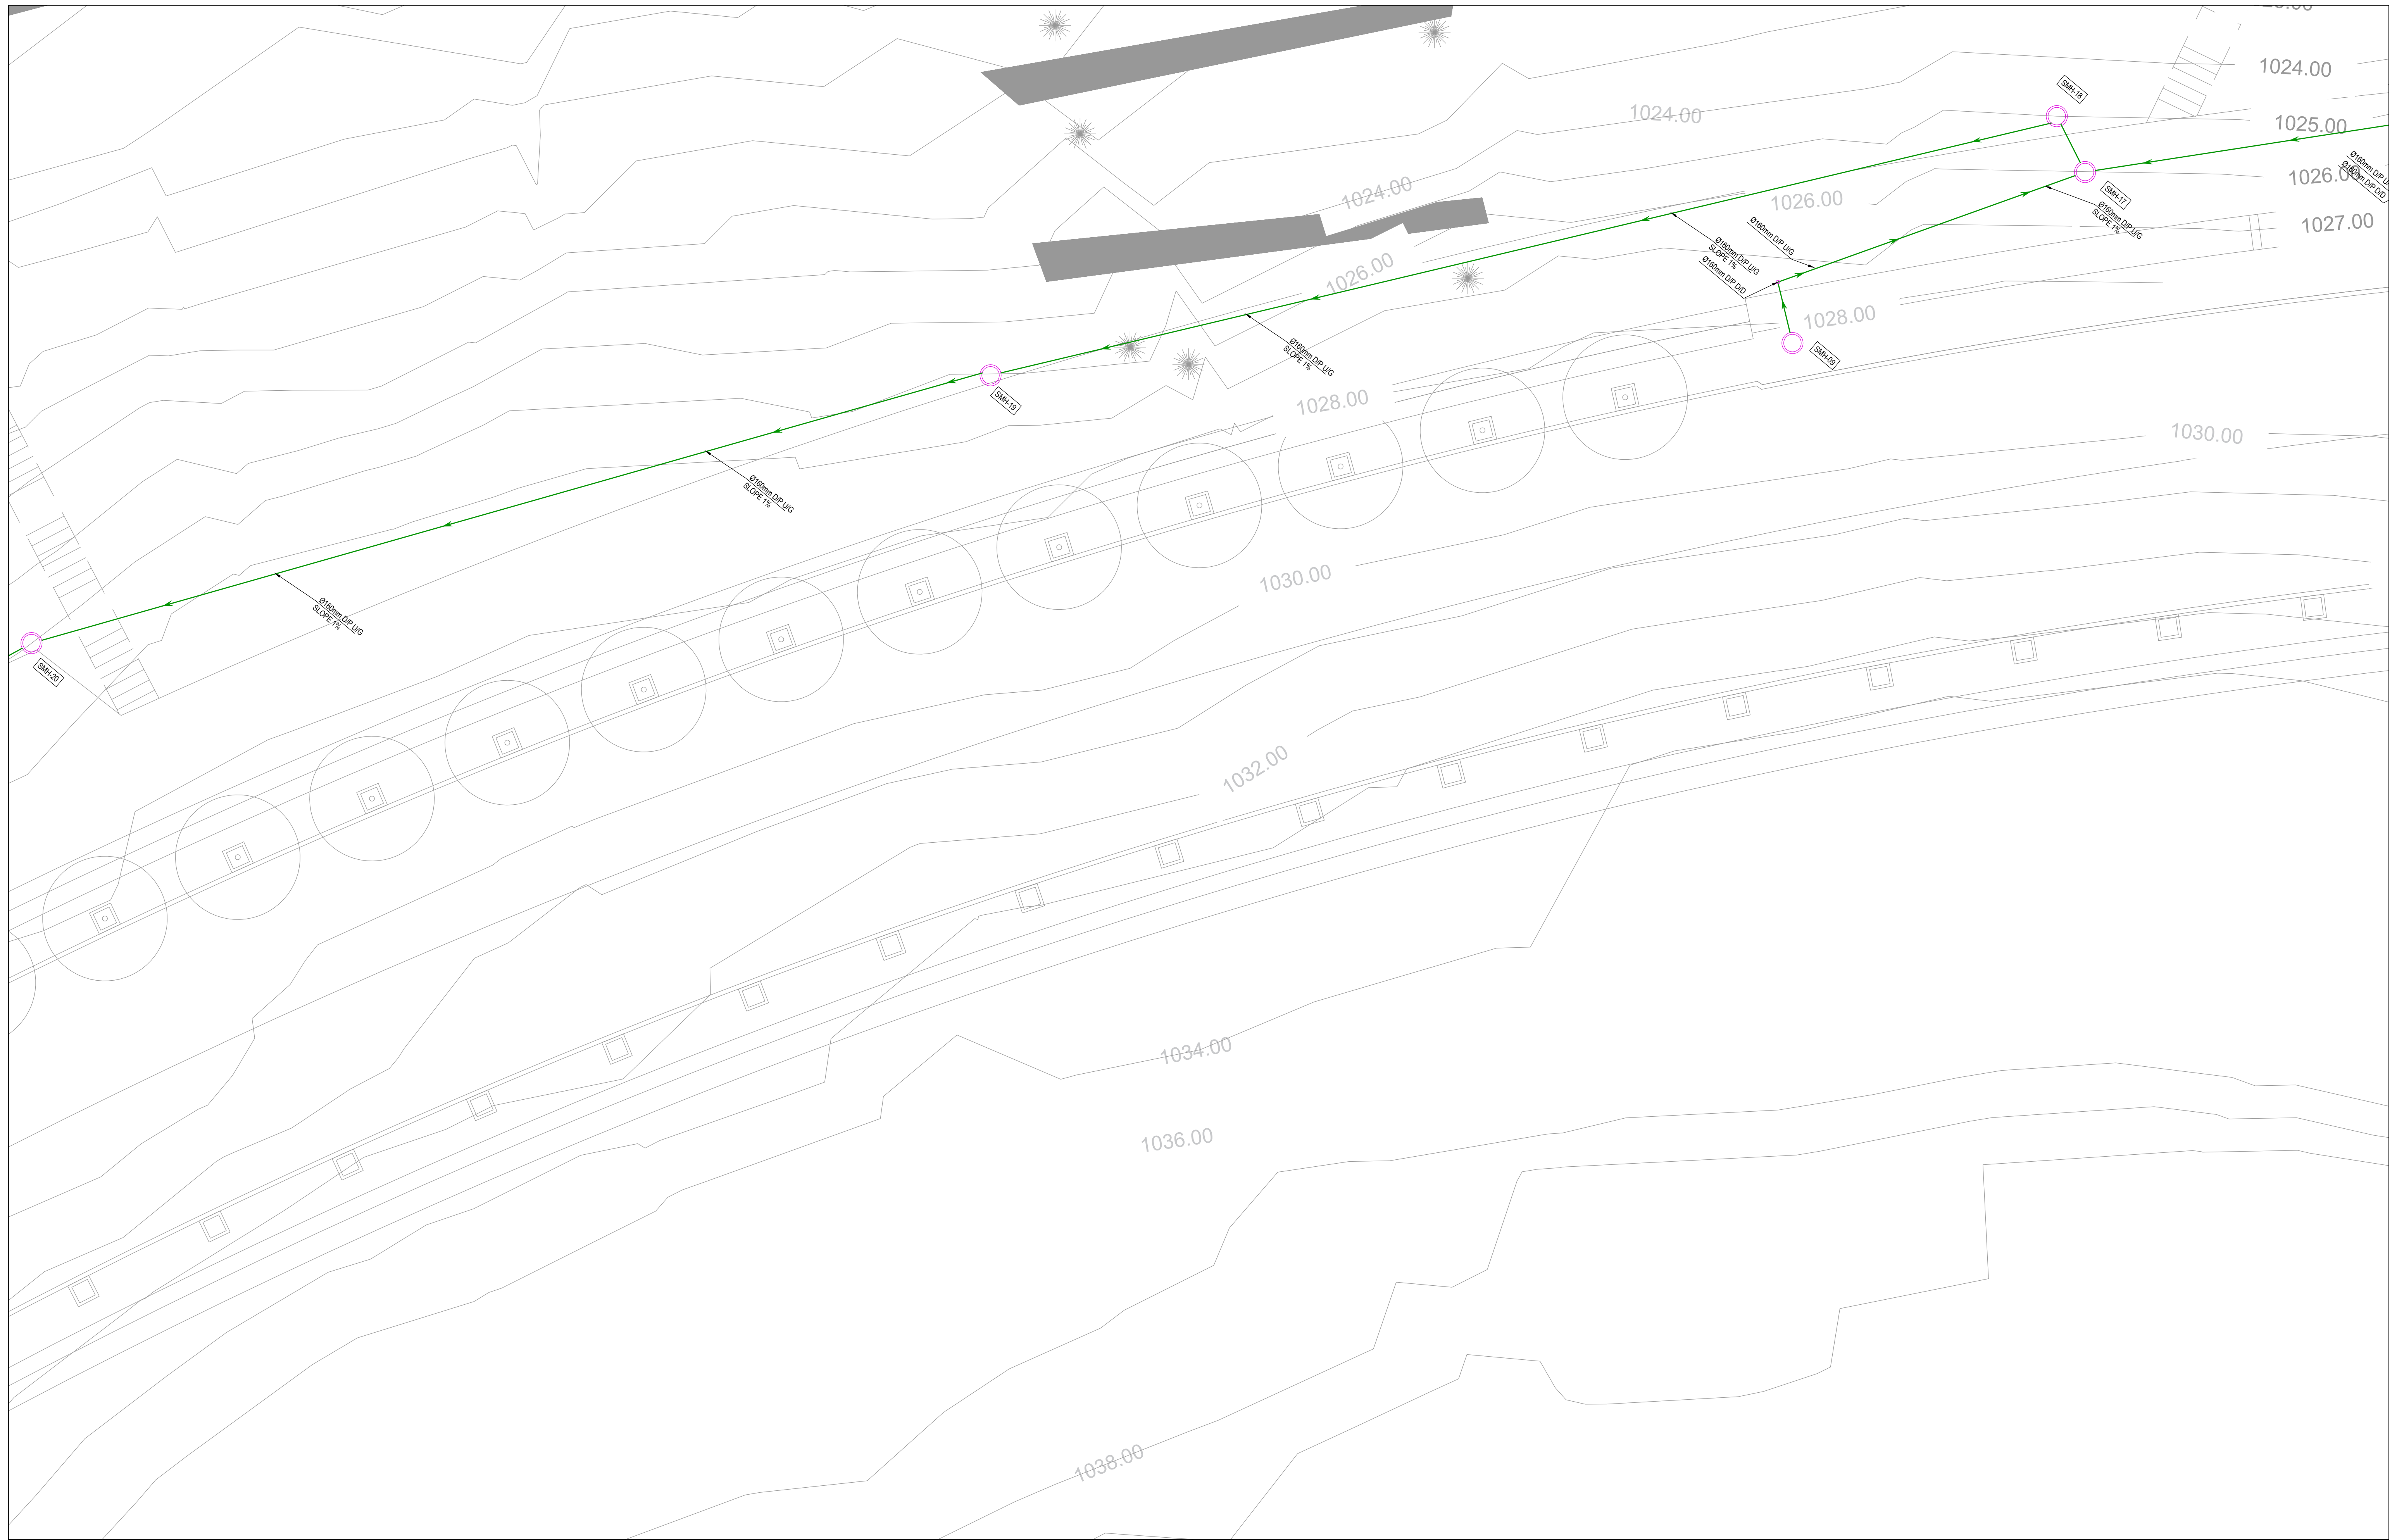 1024.00
SMH-18
1024.00
1025.00
Ø160mm D/P U/
Ø160mm D/P D/D
1026.00
SMH-17
1024.00
1026.00
Ø160mm D/P U/G
SLOPE 1%
1027.00
Ø160mm D/P U/G
Ø160mm D/P U/G
SLOPE 1%
Ø160mm D/P D/D
1026.00
1028.00
SMH-09
Ø160mm D/P U/G
SLOPE 1%
SMH-19
1028.00
1030.00
Ø160mm D/P U/G
SLOPE 1%
1030.00
Ø160mm D/P U/G
SLOPE 1%
SMH-20
1032.00
1034.00
1036.00
1038.00